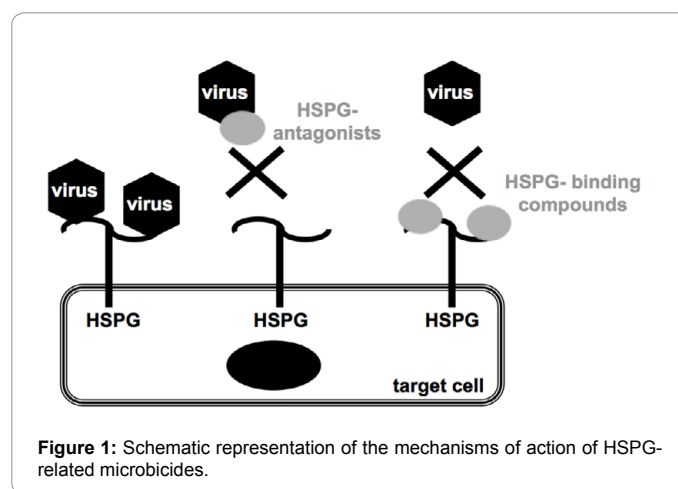 virus
HSPG-
antagonists
virus
virus
virus
HSPG- binding
compounds
HSPG
HSPG
HSPG
target cell
Figure 1: Schematic representation of the mechanisms of action of HSPG-
related microbicides.